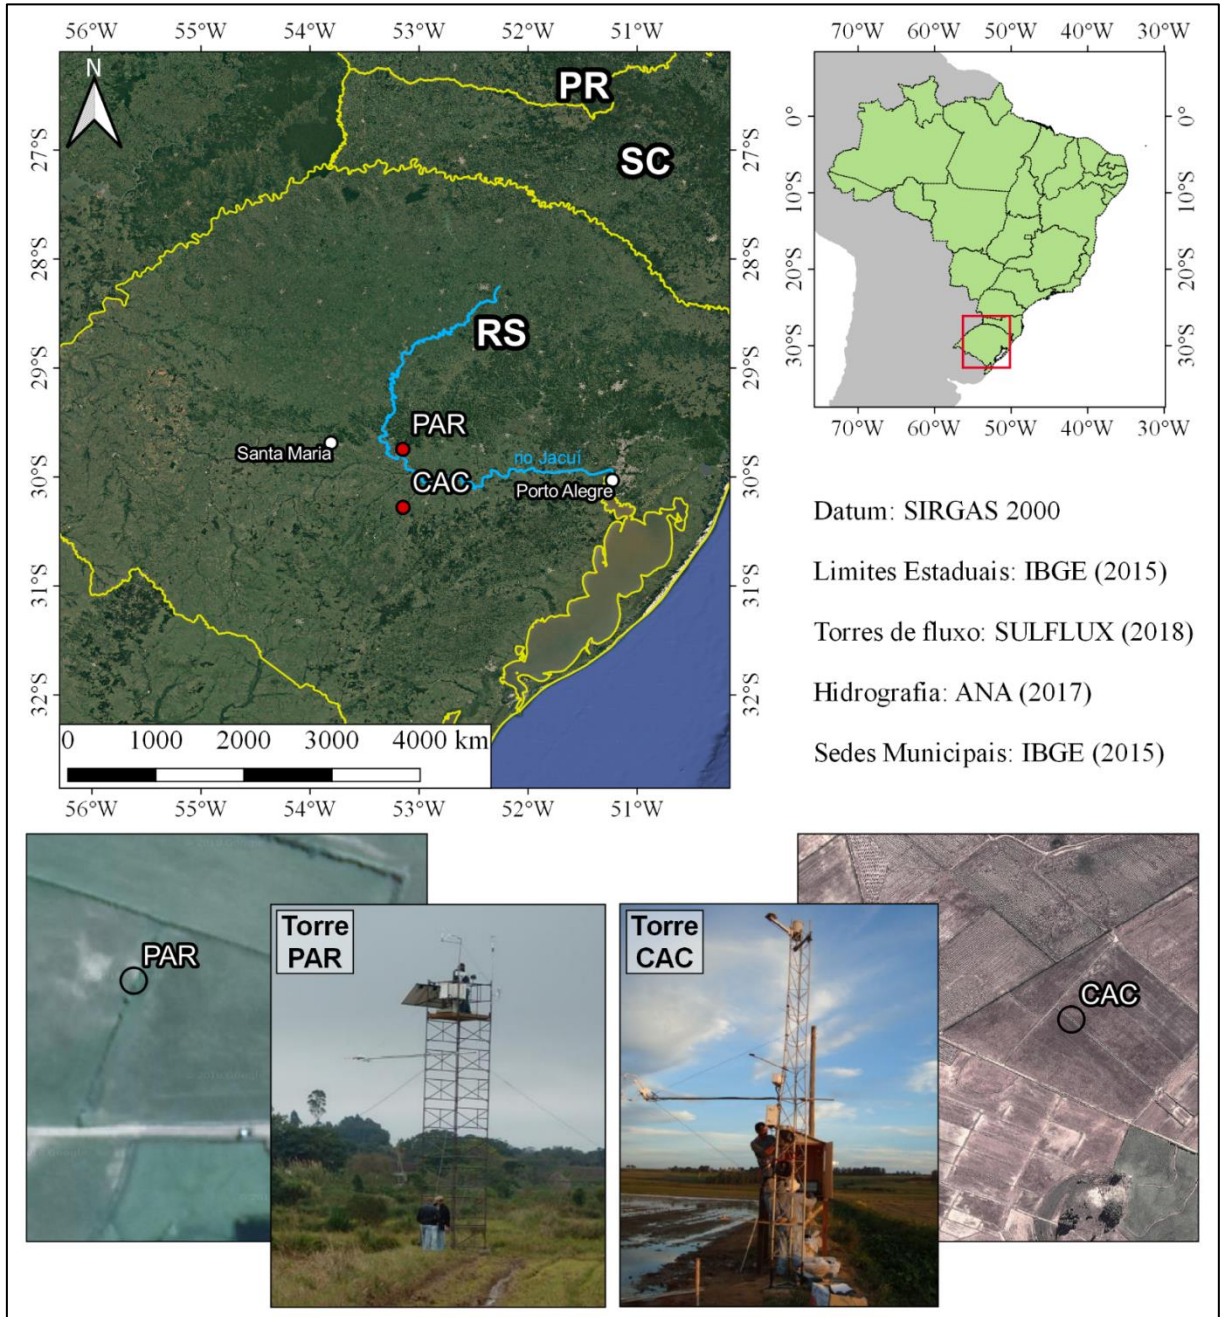 56°W 55°W 54°W 53°W 52°W 51°W
70°W 60°W 50°W 40°W 30°W
N
PR
SC
27°S 27°S
28°S 28°S
RS
29°S 29°S
PAR
Santa Maria
rio Jacuí
30°S 30°S
CAC
Porto Alegre
31°S 31°S
32°S 32°S
0 1000 2000 3000 4000 km
56°W 55°W 54°W 53°W 52°W 51°W
0° 0°
10°S 10°S
20°S 20°S
30°S 30°S
70°W 60°W 50°W 40°W 30°W
Datum: SIRGAS 2000
Limites Estaduais: IBGE (2015)
Torres de fluxo: SULFLUX (2018)
Hidrografia: ANA (2017)
Sedes Municipais: IBGE (2015)
PAR
Torre
PAR
Torre
CAC
CAC